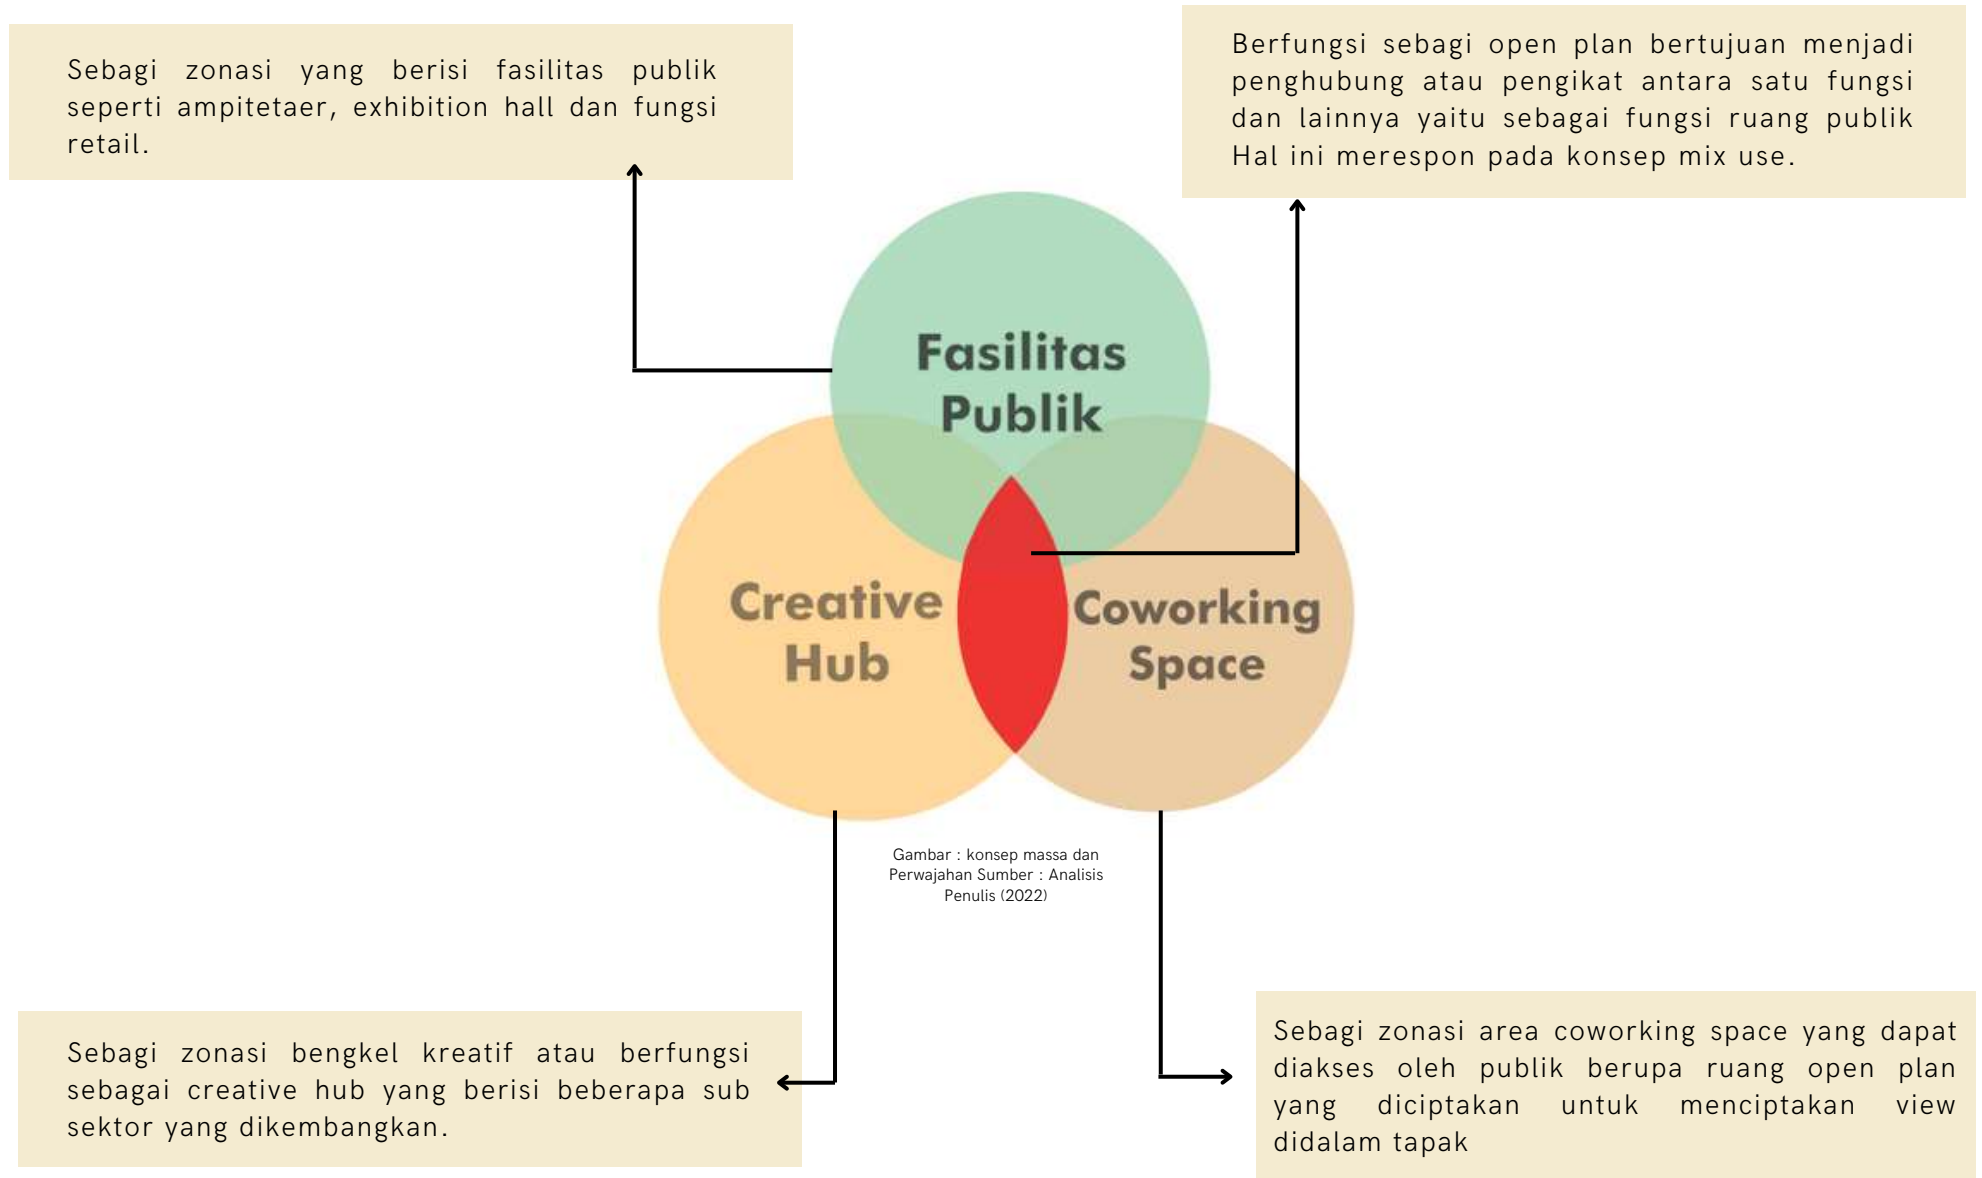 Sebagi zonasi yang berisi fasilitas publik
seperti ampitetaer, exhibition hall dan fungsi
retail.
Berfungsi sebagi open plan bertujuan menjadi
penghubung atau pengikat antara satu fungsi
dan lainnya yaitu sebagai fungsi ruang publik
Hal ini merespon pada konsep mix use.
Fasilitas
Publik
Creative
Hub
Coworking
Space
Gambar : konsep massa dan
Perwajahan Sumber : Analisis
Penulis (2022)
Sebagi zonasi bengkel kreatif atau berfungsi
sebagai creative hub yang berisi beberapa sub
sektor yang dikembangkan.
Sebagi zonasi area coworking space yang dapat
diakses oleh publik berupa ruang open plan
yang diciptakan untuk menciptakan view
didalam tapak